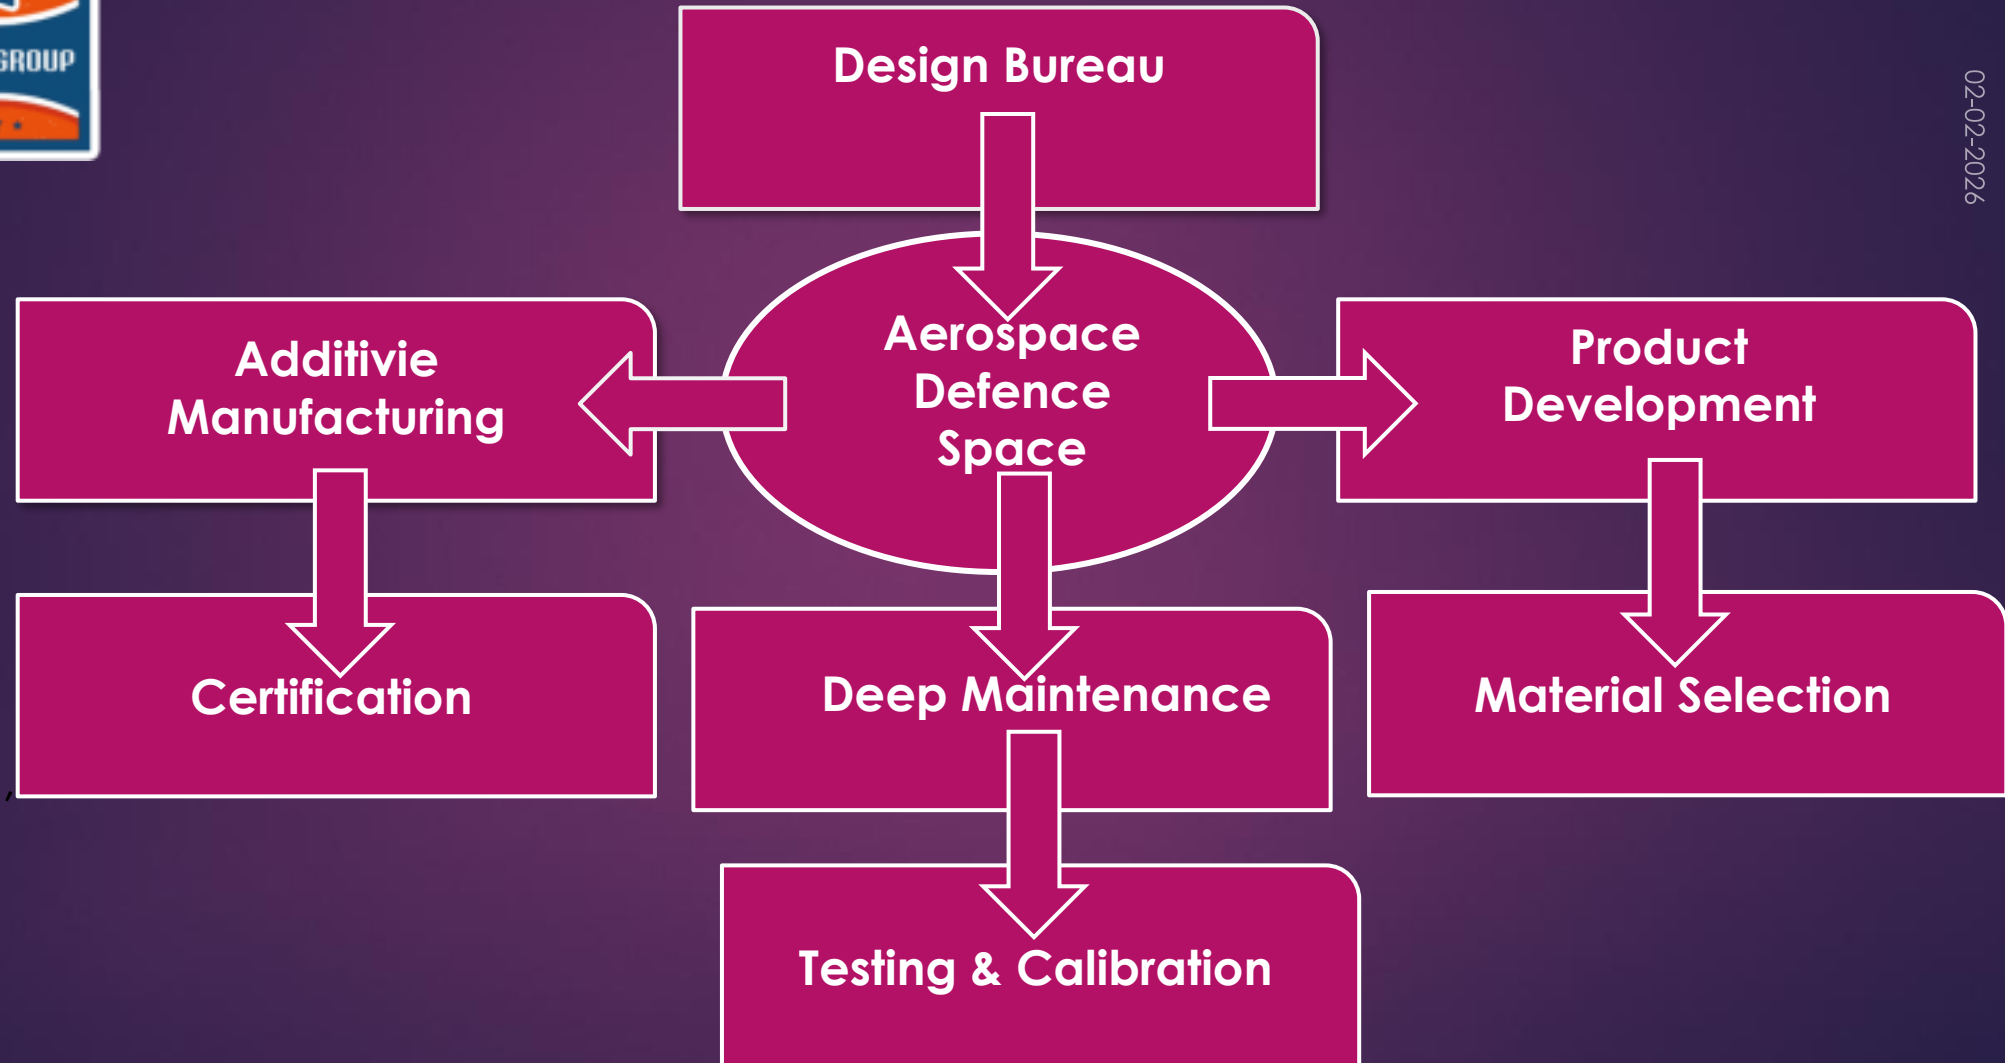 GROUP
02-02-2026
Design Bureau
Aerospace
Defence
Space
Additivie
Manufacturing
Product
Development
Certification
Deep Maintenance
Material Selection
,
Testing & Calibration